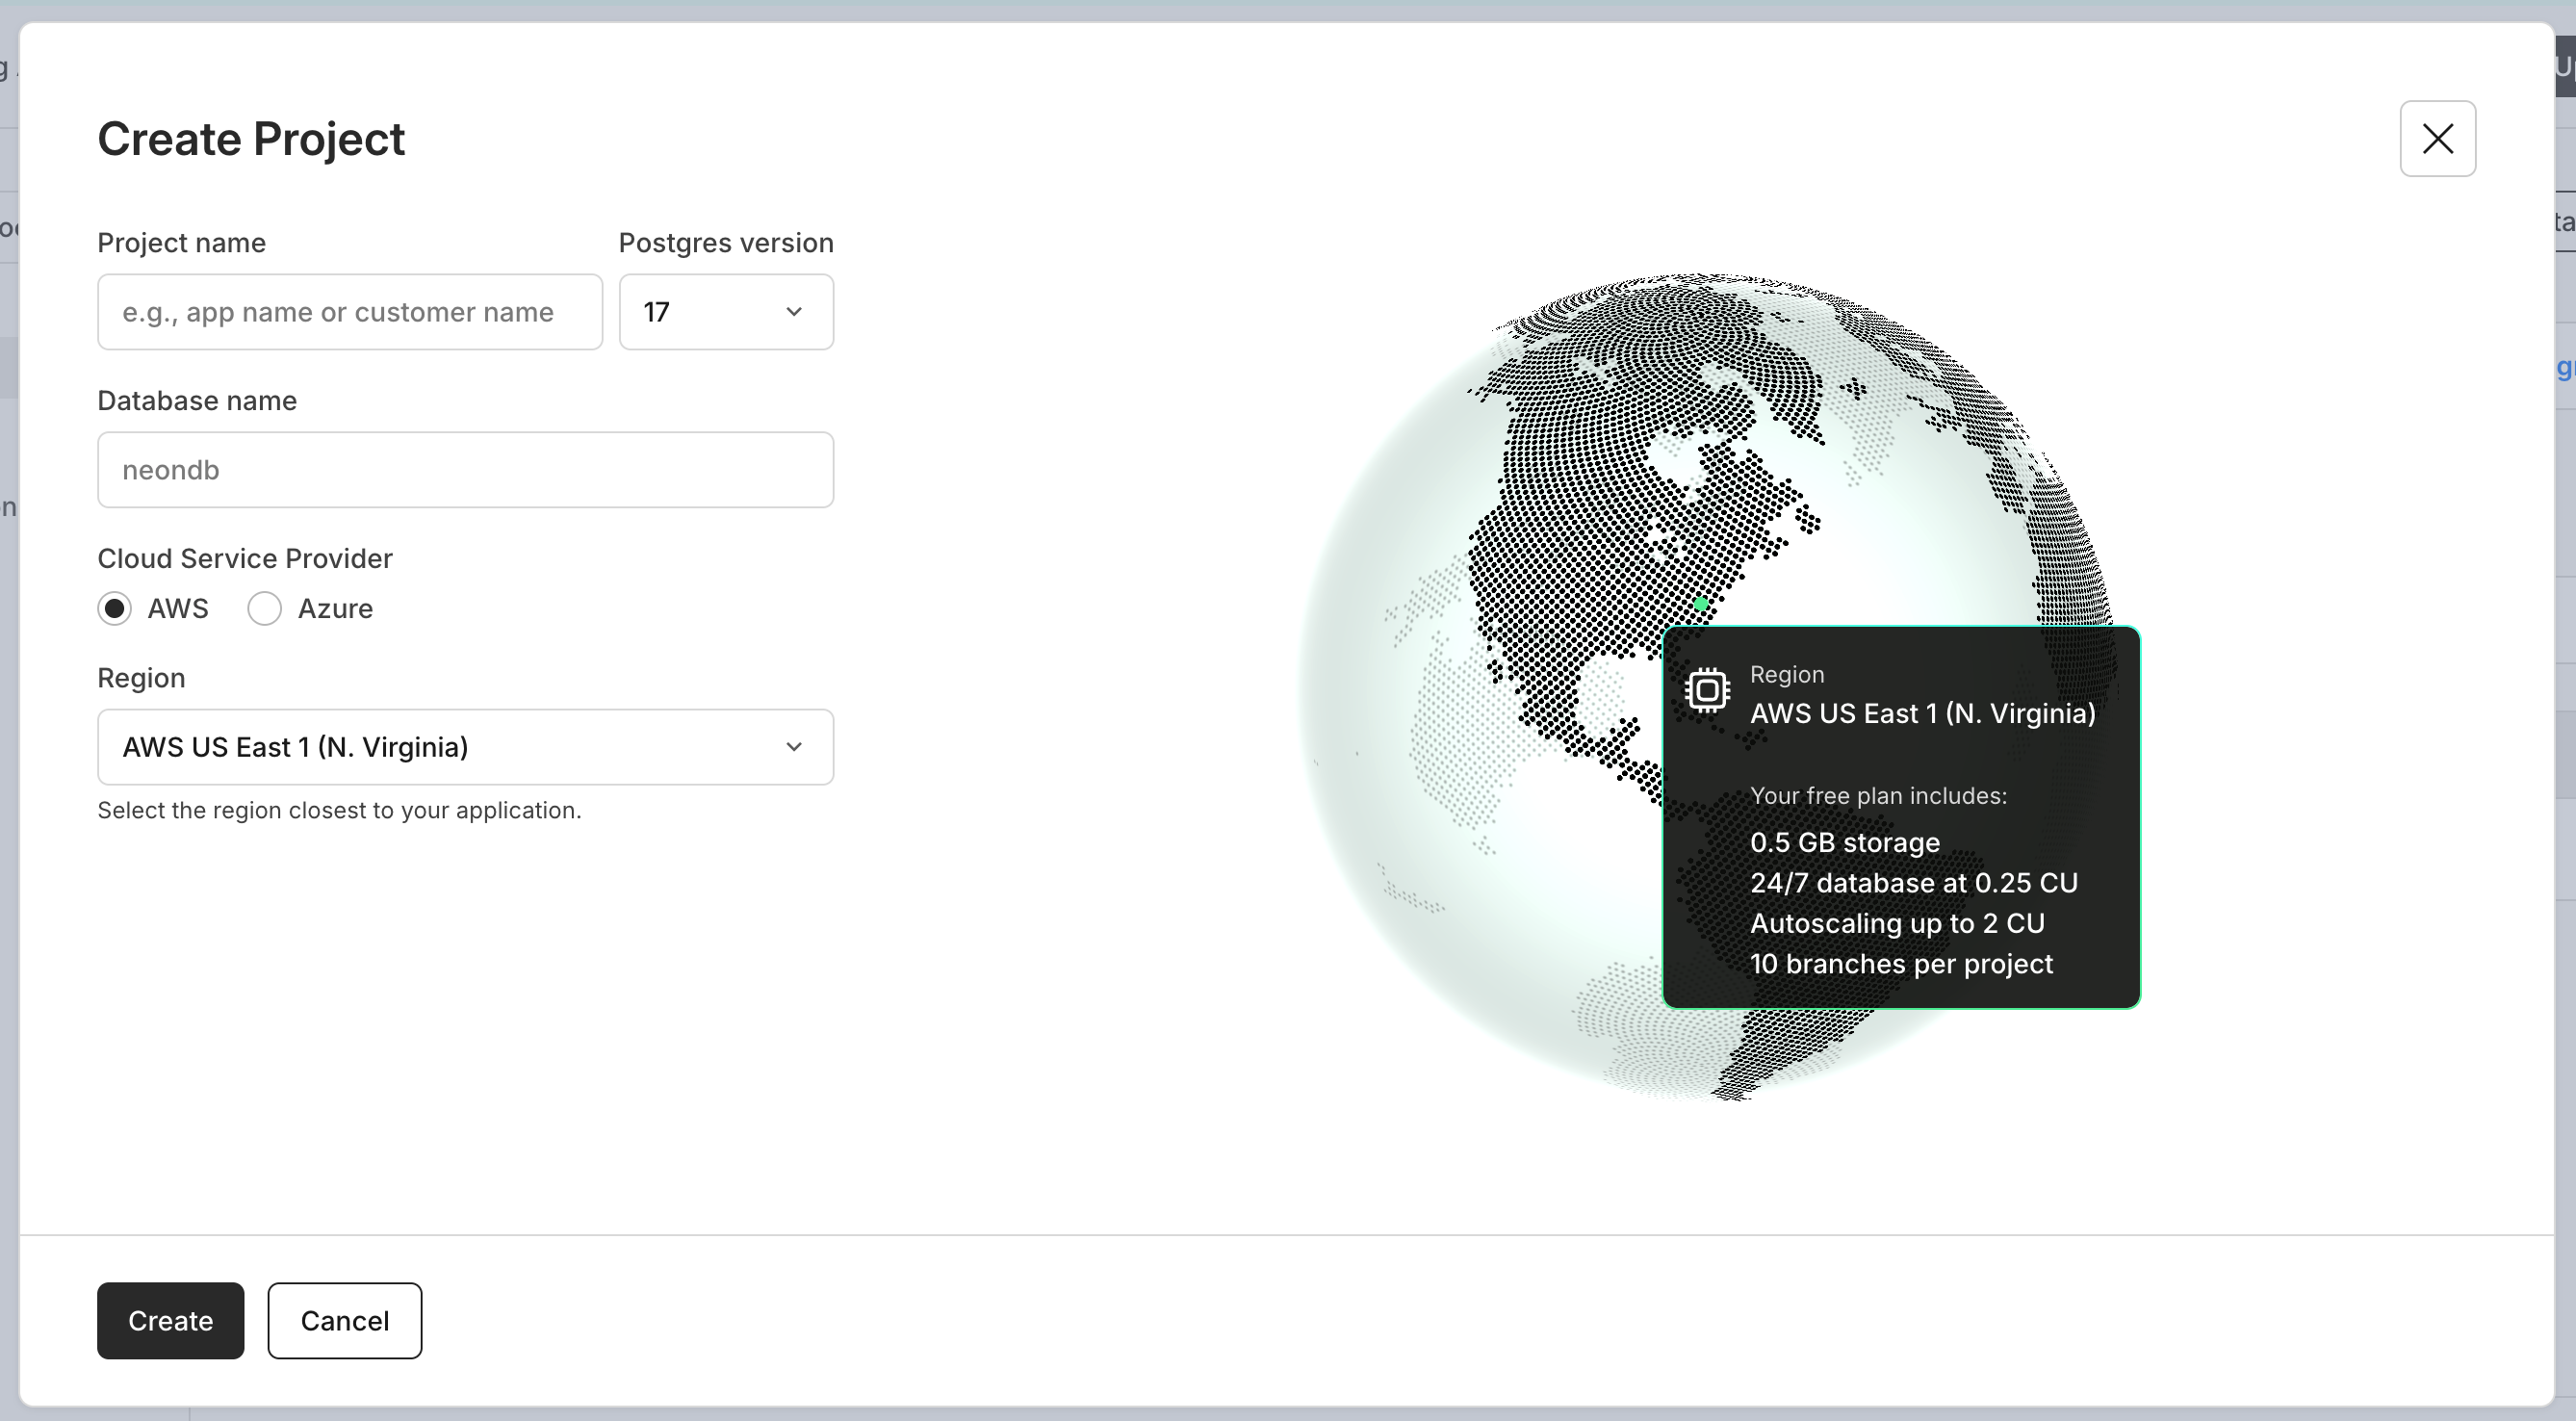 Create Project
Project name
Postgres version
e.g., app name or customer name
17
Database name
neondb
Cloud Service Provider
AWS
Azure
Region
AWS US East 1 (N. Virginia)
Select the region closest to your application.
Region
AWS US East 1 (N. Virginia)
Your free plan includes:
0.5 GB storage
24/7 database at 0.25 CU
Autoscaling up to 2 CU
10 branches per project
Create
Cancel